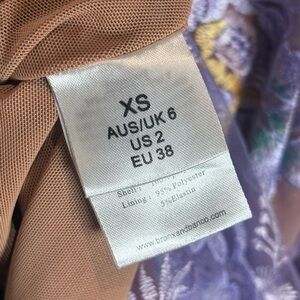 XS
AUS/UK 6
US 2
EU 38
Shell:
Lining: 95% Polyester
5%Elastin
www.bronxandbanco.com